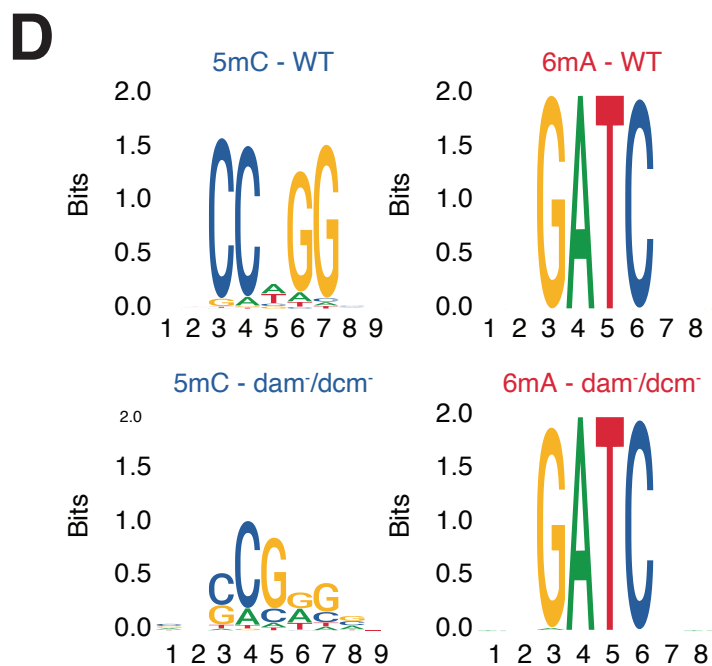 D
5mC - WT
6mA - WT
Bits
2.0
1.5
1.0
0.5
0.0
CC GG
1 2 3 4 5 6 7 8 9
Bits
2.0
1.5
1.0
0.5
0.0
GATC
1 2 3 4 5 6 7 8
5mC - dam⁻/dcm⁻
6mA - dam⁻/dcm⁻
Bits
2.0
1.5
1.0
0.5
0.0
CCGGG
GACAC
1 2 3 4 5 6 7 8 9
Bits
2.0
1.5
1.0
0.5
0.0
GATC
1 2 3 4 5 6 7 8